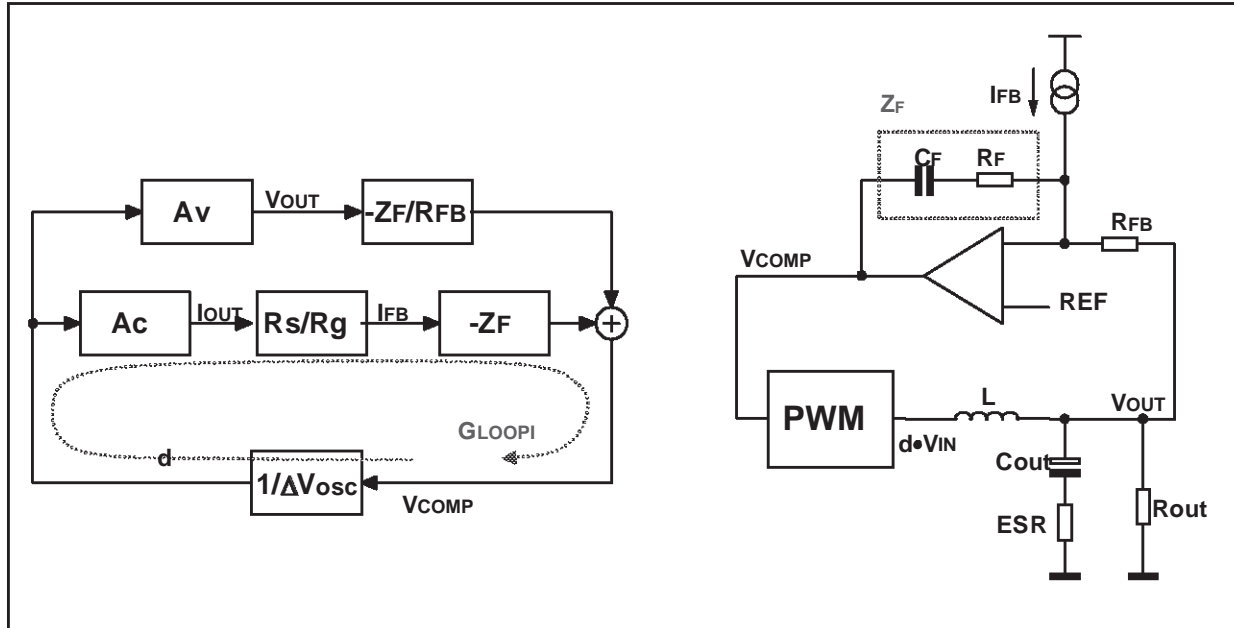 Av
VOUT
-ZF/RFB
Ac
IOUT
Rs/Rg
IFB
-ZF
+
GLOOPI
d
1/ΔVosc
VCOMP
IFB
ZF
CF
RF
RFB
VCOMP
REF
PWM
d•VIN
L
VOUT
Cout
ESR
Rout